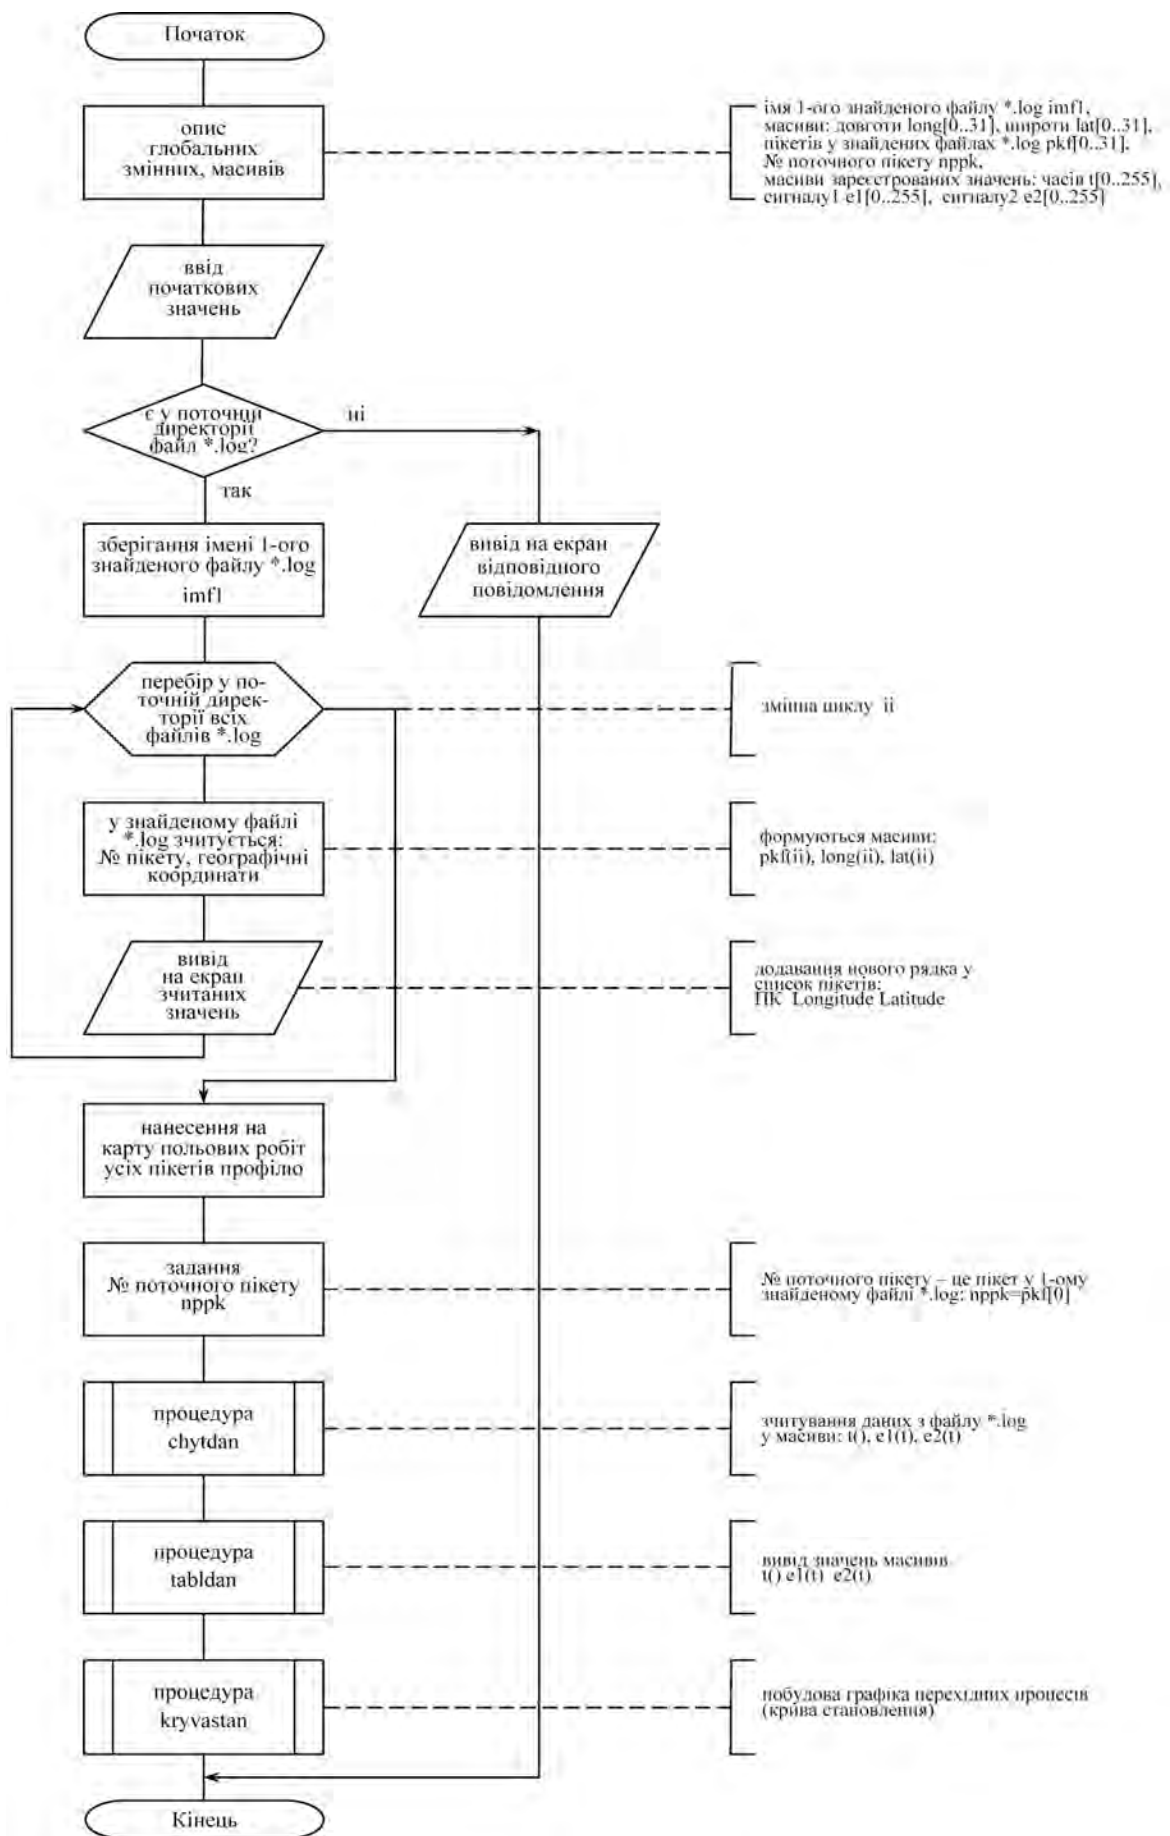 Початок
опис
глобальних
змінних, масивів
імя 1-ого знайденого файлу *.log imf1,
масиви: довготи long[0..31], широти lat[0..31],
пікетів у знайдених файлах *.log pkf[0..31],
№ поточного пікету nppk,
масиви зареєстрованих значень: часів t[0..255],
сигналу1 e1[0..255], сигналу2 e2[0..255]
ввід
початкових
значень
є у поточній
директорії
файл *.log?
ні
так
зберігання імені 1-ого
знайденого файлу *.log
imf1
вивід на екран
відповідного
повідомлення
перебір у по-
точній дирек-
торії всіх
файлів *.log
змінна циклу ii
у знайденому файлі
*.log зчитується:
№ пікету, географічні
координати
формуються масиви:
pkf(ii), long(ii), lat(ii)
вивід
на екран
зчитаних
значень
додавання нового рядка у
список пікетів:
ПК Longitude Latitude
нанесення на
карту польових робіт
усіх пікетів профілю
задання
№ поточного пікету
nppk
№ поточного пікету – це пікет у 1-ому
знайденому файлі *.log: nppk=pkf[0]
процедура
chytdan
зчитування даних з файлу *.log
у масиви: t(), e1(t), e2(t)
процедура
tabldan
вивід значень масивів
t() e1(t) e2(t)
процедура
kryvastan
побудова графіка перехідних процесів
(крива становлення)
Кінець